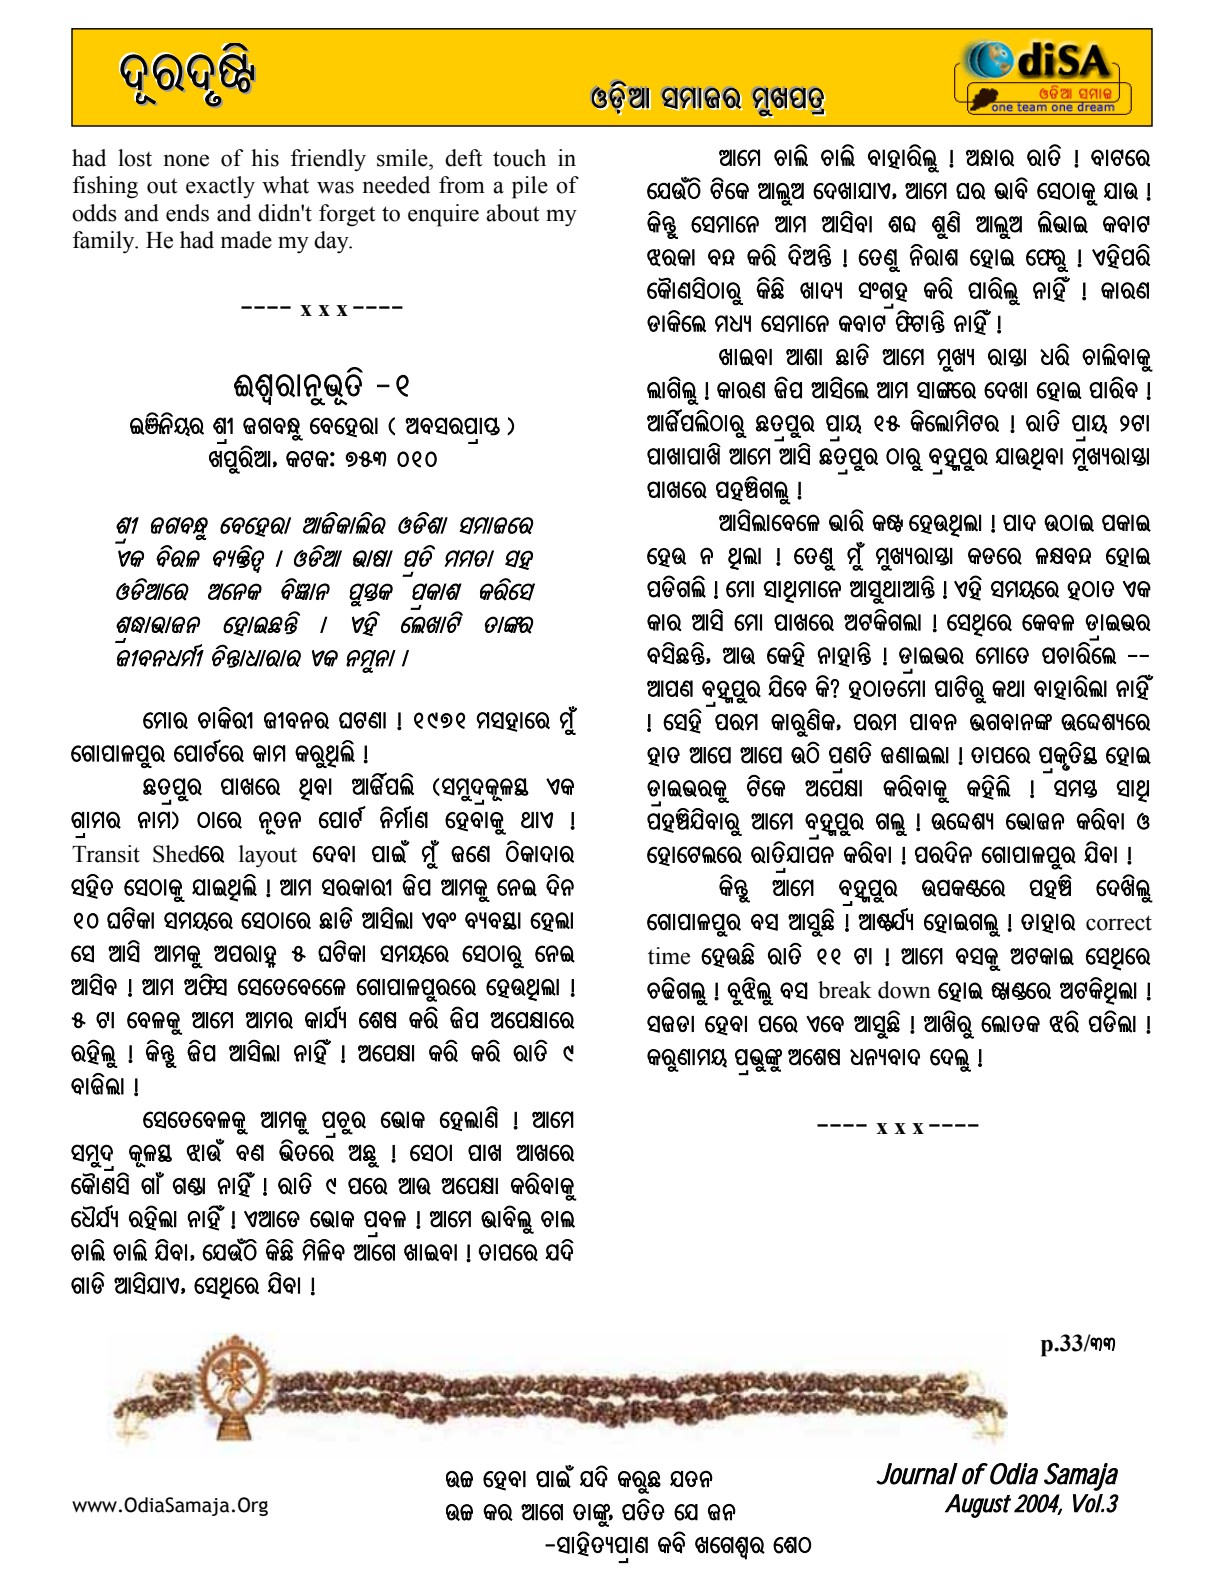 ଦୂରଦୃଷ୍ଟି
ଓଡ଼ିଆ ସମାଜର ମୁଖପତ୍ର
OdiSA
ଓଡିଆ ସମାଜ
one team one dream
had lost none of his friendly smile, deft touch in
fishing out exactly what was needed from a pile of
odds and ends and didn't forget to enquire about my
family. He had made my day.
---- x x x ----
ଈଶ୍ୱରାନୁଭୂତି -୧
ଇଞ୍ଜିନିୟର ଶ୍ରୀ ଜଗବନ୍ଧୁ ବେହେରା ( ଅବସରପ୍ରାପ୍ତ )
ଖପୁରିଆ, କଟକ: ୭୫୩ ୦୧୦
ଶ୍ରୀ ଜଗବନ୍ଧୁ ବେହେରା ଆଜିକାଲିର ଓଡିଶା ସମାଜରେ
ଏକ ବିରଳ ବ୍ୟକ୍ତିତ୍ୱ । ଓଡିଆ ଭାଷା ପ୍ରତି ମମତା ସହ
ଓଡିଆରେ ଅନେକ ବିଜ୍ଞାନ ପୁସ୍ତକ ପ୍ରକାଶ କରିସେ
ଶ୍ରଦ୍ଧାଭାଜନ ହୋଇଛନ୍ତି । ଏହି ଲେଖାଟି ତାଙ୍କର
ଜୀବନଧର୍ମୀ ଚିନ୍ତାଧାରାର ଏକ ନମୁନା ।
ମୋର ଚାକିରୀ ଜୀବନର ଘଟଣା ! ୧୯୭୧ ମସହାରେ ମୁଁ
ଗୋପାଳପୁର ପୋର୍ଟରେ କାମ କରୁଥିଲି !
ଛତ୍ରପୁର ପାଖରେ ଥିବା ଆର୍ଜିପଲି (ସମୁଦ୍ରକୂଳସ୍ଥ ଏକ
ଗ୍ରାମର ନାମ) ଠାରେ ନୂତନ ପୋର୍ଟ ନିର୍ମାଣ ହେବାକୁ ଥାଏ !
Transit Shedରେ layout ଦେବା ପାଇଁ ମୁଁ ଜଣେ ଠିକାଦାର
ସହିତ ସେଠାକୁ ଯାଇଥିଲି ! ଆମ ସରକାରୀ ଜିପ ଆମକୁ ନେଇ ଦିନ
୧୦ ଘଟିକା ସମୟରେ ସେଠାରେ ଛାଡି ଆସିଲା ଏବଂ ବ୍ୟବସ୍ଥା ହେଲା
ସେ ଆସି ଆମକୁ ଅପରାହ୍ନ ୫ ଘଟିକା ସମୟରେ ସେଠାରୁ ନେଇ
ଆସିବ ! ଆମ ଅଫିସ ସେତେବେଳେ ଗୋପାଳପୁରରେ ହେଉଥିଲା !
୫ ଟା ବେଳକୁ ଆମେ ଆମର କାର୍ଯ୍ୟ ଶେଷ କରି ଜିପ ଅପେକ୍ଷାରେ
ରହିଲୁ ! କିନ୍ତୁ ଜିପ ଆସିଲା ନାହିଁ ! ଅପେକ୍ଷା କରି କରି ରାତି ୯
ବାଜିଲା !
ସେତେବେଳକୁ ଆମକୁ ପ୍ରଚୁର ଭୋକ ହେଲାଣି ! ଆମେ
ସମୁଦ୍ର କୂଳସ୍ଥ ଝାଉଁ ବଣ ଭିତରେ ଅଛୁ ! ସେଠା ପାଖ ଆଖରେ
କୌଣସି ଗାଁ ଗଣ୍ଡା ନାହିଁ ! ରାତି ୯ ପରେ ଆଉ ଅପେକ୍ଷା କରିବାକୁ
ଧୈର୍ଯ୍ୟ ରହିଲା ନାହିଁ ! ଏଆଡେ ଭୋକ ପ୍ରବଳ ! ଆମେ ଭାବିଲୁ ଚାଲ
ଚାଲି ଚାଲି ଯିବା, ଯେଉଁଠି କିଛି ମିଳିବ ଆଗେ ଖାଇବା ! ତାପରେ ଯଦି
ଗାଡି ଆସିଯାଏ, ସେଥିରେ ଯିବା !
ଆମେ ଚାଲି ଚାଲି ବାହାରିଲୁ ! ଅନ୍ଧାର ରାତି ! ବାଟରେ
ଯେଉଁଠି ଟିକେ ଆଲୁଅ ଦେଖାଯାଏ, ଆମେ ଘର ଭାବି ସେଠାକୁ ଯାଉ !
କିନ୍ତୁ ସେମାନେ ଆମ ଆସିବା ଶବ୍ଦ ଶୁଣି ଆଲୁଅ ଲିଭାଇ କବାଟ
ଝରକା ବନ୍ଦ କରି ଦିଅନ୍ତି ! ତେଣୁ ନିରାଶ ହୋଇ ଫେରୁ ! ଏହିପରି
କୌଣସିଠାରୁ କିଛି ଖାଦ୍ୟ ସଂଗ୍ରହ କରି ପାରିଲୁ ନାହିଁ ! କାରଣ
ଡାକିଲେ ମଧ୍ୟ ସେମାନେ କବାଟ ଫିଟାନ୍ତି ନାହିଁ !
ଖାଇବା ଆଶା ଛାଡି ଆମେ ମୁଖ୍ୟ ରାସ୍ତା ଧରି ଚାଲିବାକୁ
ଲାଗିଲୁ ! କାରଣ ଜିପ ଆସିଲେ ଆମ ସାଙ୍ଗରେ ଦେଖା ହୋଇ ପାରିବ !
ଆର୍ଜିପଲିଠାରୁ ଛତ୍ରପୁର ପ୍ରାୟ ୧୫ କିଲୋମିଟର ! ରାତି ପ୍ରାୟ ୨ଟା
ପାଖାପାଖି ଆମେ ଆସି ଛତ୍ରପୁର ଠାରୁ ବ୍ରହ୍ମପୁର ଯାଉଥିବା ମୁଖ୍ୟରାସ୍ତା
ପାଖରେ ପହଞ୍ଚିଗଲୁ !
ଆସିଲାବେଳେ ଭାରି କଷ୍ଟ ହେଉଥିଲା ! ପାଦ ଉଠାଇ ପକାଇ
ହେଉ ନ ଥିଲା ! ତେଣୁ ମୁଁ ମୁଖ୍ୟରାସ୍ତା କଡରେ ଳକ୍ଷବନ୍ଦ ହୋଇ
ପଡିଗଲି ! ମୋ ସାଥିମାନେ ଆସୁଥାଆନ୍ତି ! ଏହି ସମୟରେ ହଠାତ ଏକ
କାର ଆସି ମୋ ପାଖରେ ଅଟକିଗଲା ! ସେଥିରେ କେବଳ ଡ୍ରାଇଭର
ବସିଛନ୍ତି, ଆଉ କେହି ନାହାନ୍ତି ! ଡ୍ରାଇଭର ମୋତେ ପଚାରିଲେ --
ଆପଣ ବ୍ରହ୍ମପୁର ଯିବେ କି? ହଠାତମୋ ପାଟିରୁ କଥା ବାହାରିଲା ନାହିଁ
! ସେହି ପରମ କାରୁଣିକ, ପରମ ପାବନ ଭଗବାନଙ୍କ ଉଦ୍ଦେଶ୍ୟରେ
ହାତ ଆପେ ଆପେ ଉଠି ପ୍ରଣତି ଜଣାଇଲା ! ତାପରେ ପ୍ରକୃତିସ୍ଥ ହୋଇ
ଡ୍ରାଇଭରକୁ ଟିକେ ଅପେକ୍ଷା କରିବାକୁ କହିଲି ! ସମସ୍ତ ସାଥି
ପହଞ୍ଚିଯିବାରୁ ଆମେ ବ୍ରହ୍ମପୁର ଗଲୁ ! ଉଦ୍ଦେଶ୍ୟ ଭୋଜନ କରିବା ଓ
ହୋଟେଲରେ ରାତ୍ରିଯାପନ କରିବା ! ପରଦିନ ଗୋପାଳପୁର ଯିବା !
କିନ୍ତୁ ଆମେ ବ୍ରହ୍ମପୁର ଉପକଣ୍ଠରେ ପହଞ୍ଚି ଦେଖିଲୁ
ଗୋପାଳପୁର ବସ ଆସୁଛି ! ଆଶ୍ଚର୍ଯ୍ୟ ହୋଇଗଲୁ ! ତାହାର correct
time ହେଉଛି ରାତି ୧୧ ଟା ! ଆମେ ବସକୁ ଅଟକାଇ ସେଥିରେ
ଚଢିଗଲୁ ! ବୁଝିଲୁ ବସ break down ହୋଇ ଷ୍ଟାଣ୍ଡରେ ଅଟକିଥିଲା !
ସଜଡା ହେବା ପରେ ଏବେ ଆସୁଛି ! ଆଖିରୁ ଲୋତକ ଝରି ପଡିଲା !
କରୁଣାମୟ ପ୍ରଭୁଙ୍କୁ ଅଶେଷ ଧନ୍ୟବାଦ ଦେଲୁ !
---- x x x ----
p.33/୩୩
ଉଚ୍ଚ ହେବା ପାଇଁ ଯଦି କରୁଛ ଯତନ
ଉଚ୍ଚ କର ଆଗେ ତାଙ୍କୁ, ପତିତ ଯେ ଜନ
-ସାହିତ୍ୟପ୍ରାଣ କବି ଖଗେଶ୍ୱର ଶେଠ
www.OdiaSamaja.Org
Journal of Odia Samaja
August 2004, Vol.3